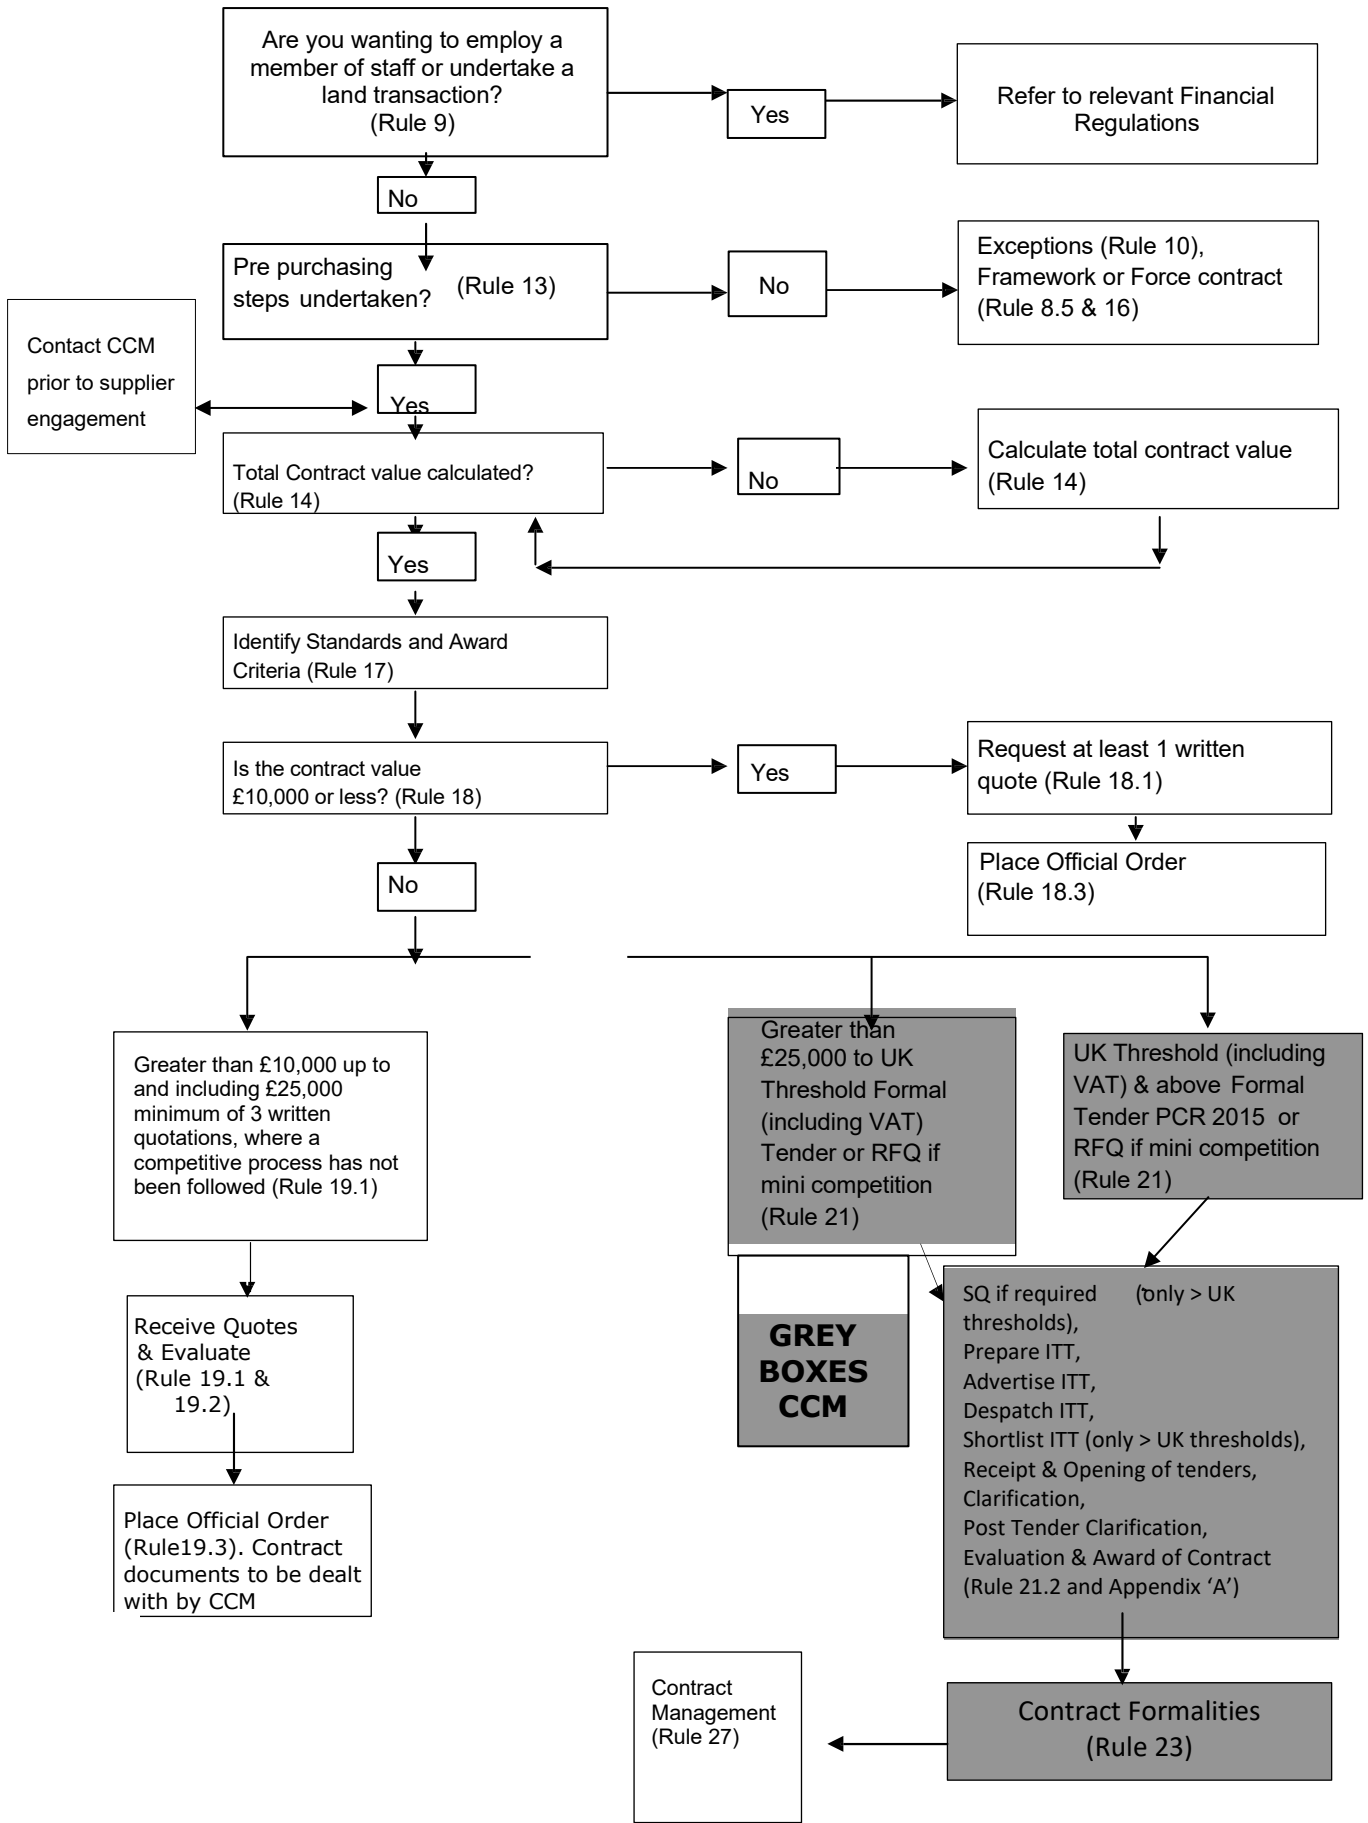 Are you wanting to employ a
member of staff or undertake a
land transaction?
(Rule 9)
Yes
Refer to relevant Financial
Regulations
No
Pre purchasing
steps undertaken?
(Rule 13)
No
Exceptions (Rule 10),
Framework or Force contract
(Rule 8.5 & 16)
Contact CCM
prior to supplier
engagement
Yes
Total Contract value calculated?
(Rule 14)
No
Calculate total contract value
(Rule 14)
Yes
Identify Standards and Award
Criteria (Rule 17)
Is the contract value
£10,000 or less? (Rule 18)
Yes
Request at least 1 written
quote (Rule 18.1)
Place Official Order
(Rule 18.3)
No
Greater than £10,000 up to
and including £25,000
minimum of 3 written
quotations, where a
competitive process has not
been followed (Rule 19.1)
Greater than
£25,000 to UK
Threshold Formal
(including VAT)
Tender or RFQ if
mini competition
(Rule 21)
UK Threshold (including
VAT) & above Formal
Tender PCR 2015 or
RFQ if mini competition
(Rule 21)
Receive Quotes
& Evaluate
(Rule 19.1 &
19.2)
GREY
BOXES
CCM
SQ if required (only > UK
thresholds),
Prepare ITT,
Advertise ITT,
Despatch ITT,
Shortlist ITT (only > UK thresholds),
Receipt & Opening of tenders,
Clarification,
Post Tender Clarification,
Evaluation & Award of Contract
(Rule 21.2 and Appendix ‘A’)
Place Official Order
(Rule19.3). Contract
documents to be dealt
with by CCM
Contract
Management
(Rule 27)
Contract Formalities
(Rule 23)